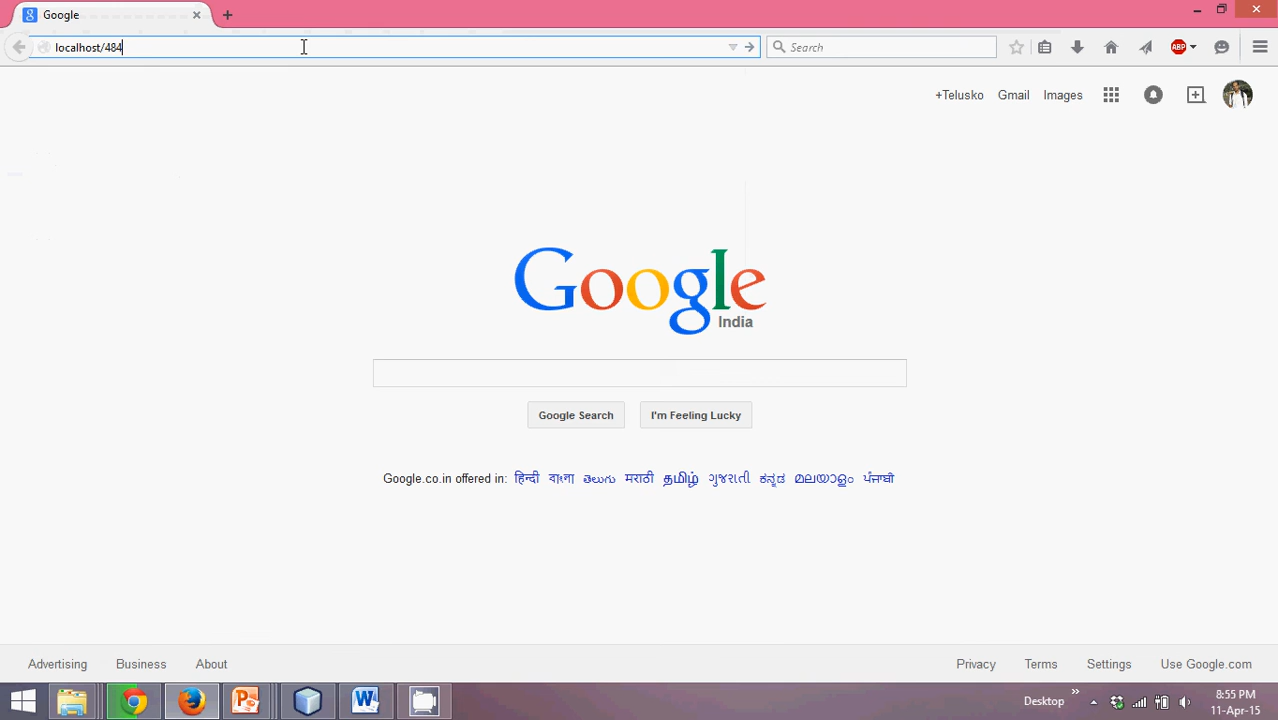 Google
localhost/484
Search
ABP
+Telusko Gmail Images
Google
India
Google Search I'm Feeling Lucky
Google.co.in offered in: हिन्दी বাংলা తెలుగు मराठी தமிழ் ગુજરાતી ಕನ್ನಡ മലയാളം ਪੰਜਾਬੀ
Advertising Business About Privacy Terms Settings Use Google.com
Desktop
8:55 PM
11-Apr-15